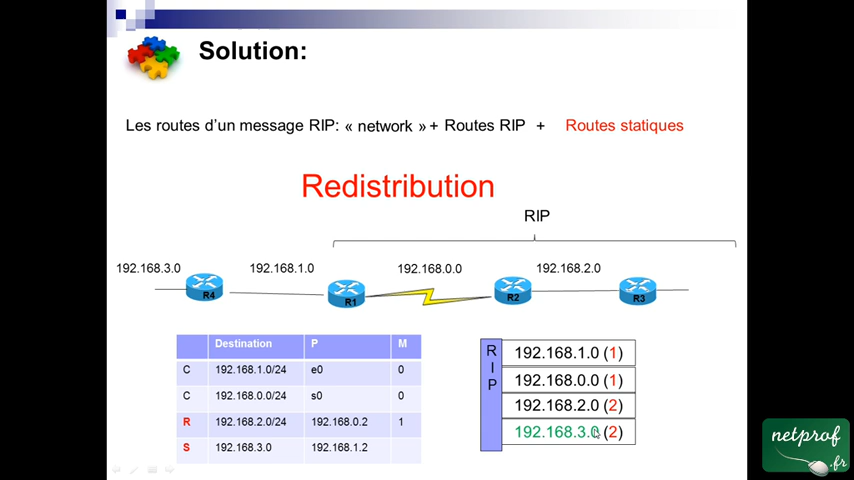 Solution:
Les routes d'un message RIP: « network » + Routes RIP + Routes statiques
Redistribution
RIP
192.168.3.0 192.168.1.0 192.168.0.0 192.168.2.0
R4 R1 R2 R3
Destination P M
C 192.168.1.0/24 e0 0
C 192.168.0.0/24 s0 0
R 192.168.2.0/24 192.168.0.2 1
S 192.168.3.0 192.168.1.2
RIP
192.168.1.0 (1)
192.168.0.0 (1)
192.168.2.0 (2)
192.168.3.0 (2)
netprof
.fr